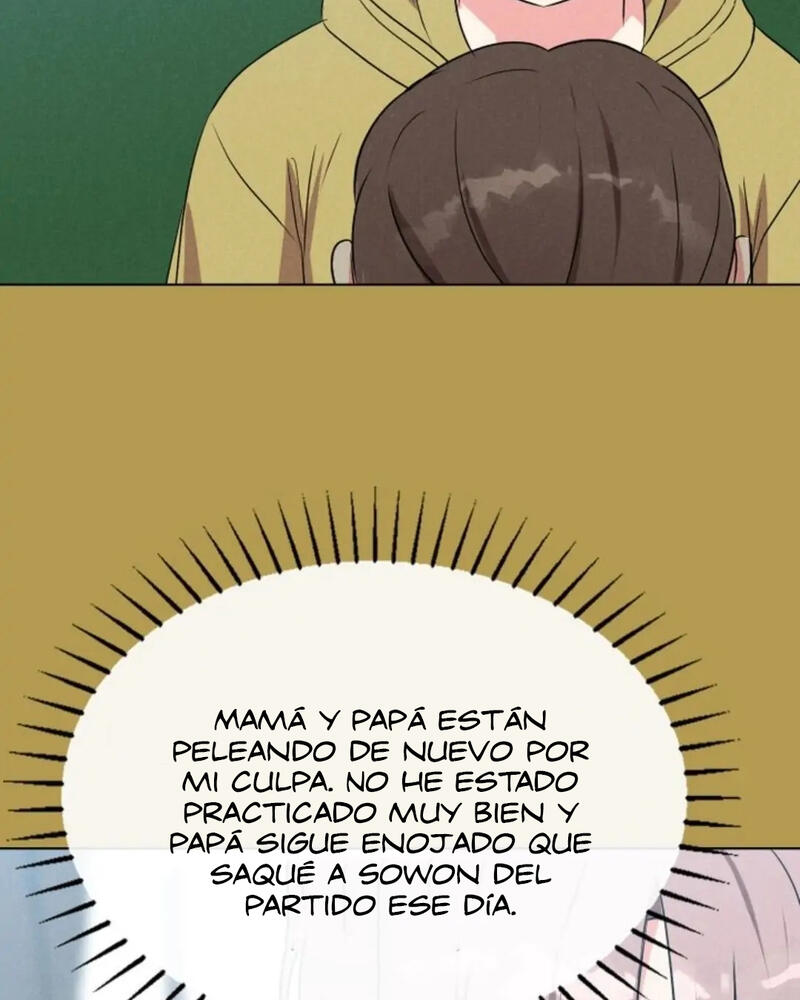 MAMÁ Y PAPÁ ESTÁN
PELEANDO DE NUEVO POR
MI CULPA. NO HE ESTADO
PRACTICADO MUY BIEN Y
PAPÁ SIGUE ENOJADO QUE
SAQUÉ A SOWON DEL
PARTIDO ESE DÍA.